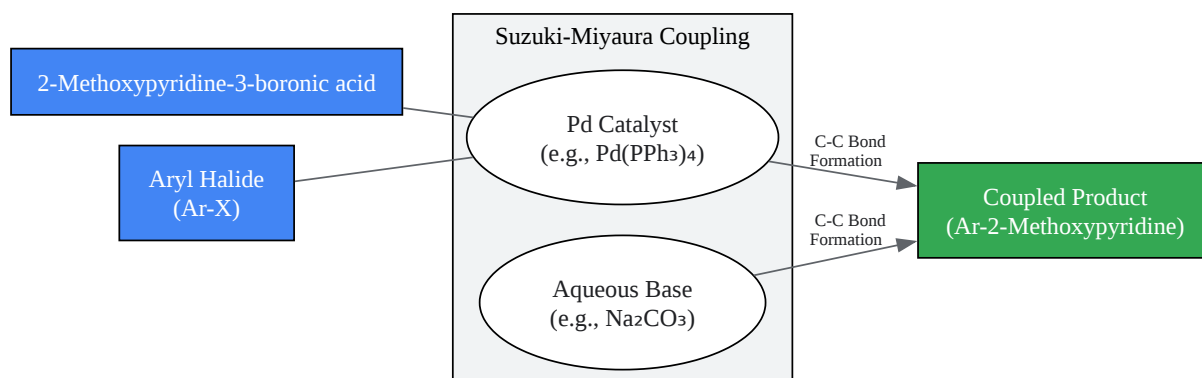 Suzuki-Miyaura Coupling
2-Methoxypyridine-3-boronic acid
Aryl Halide
(Ar-X)
Pd Catalyst
(e.g., Pd(PPh₃)₄)
Aqueous Base
(e.g., Na₂CO₃)
C-C Bond
Formation
C-C Bond
Formation
Coupled Product
(Ar-2-Methoxypyridine)